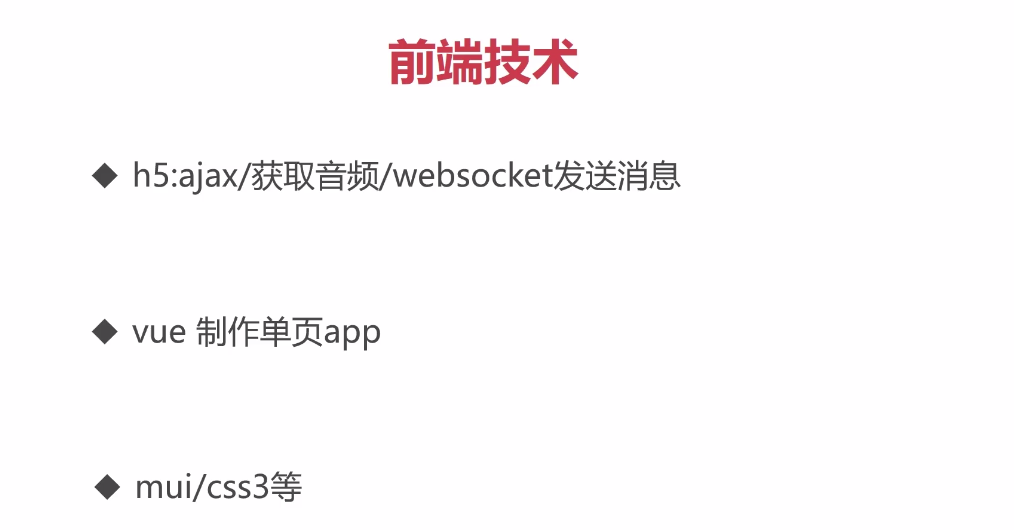 前端技术
◆ h5:ajax/获取音频/websocket发送消息
◆ vue 制作单页app
◆ mui/css3等